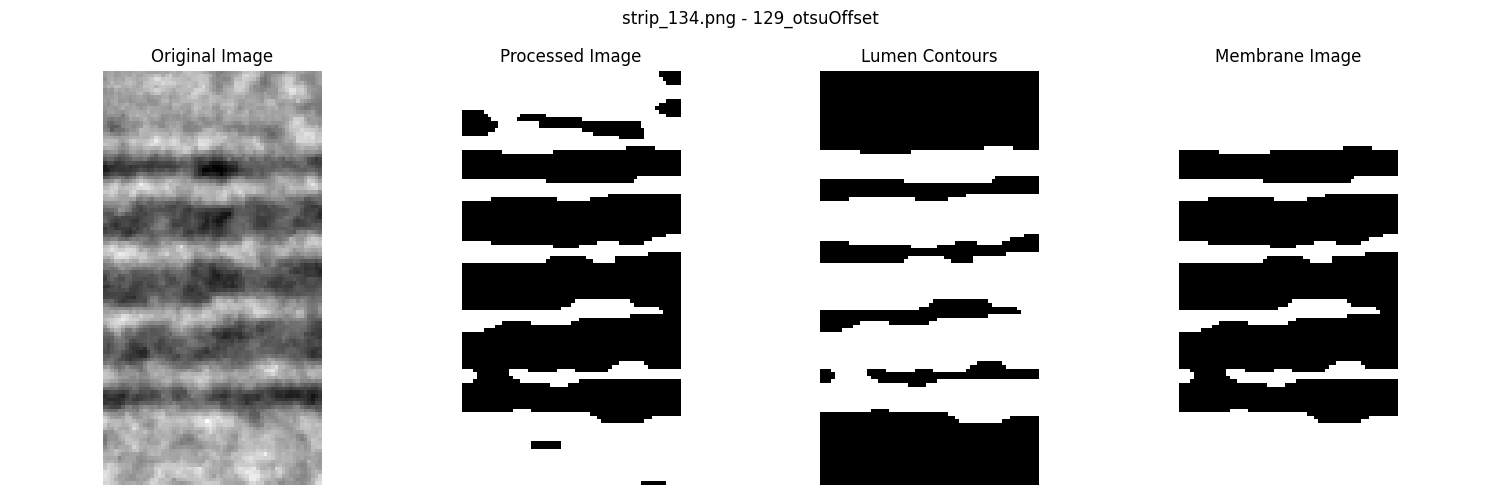 strip_134.png - 129_otsuOffset
Original Image
Processed Image
Lumen Contours
Membrane Image